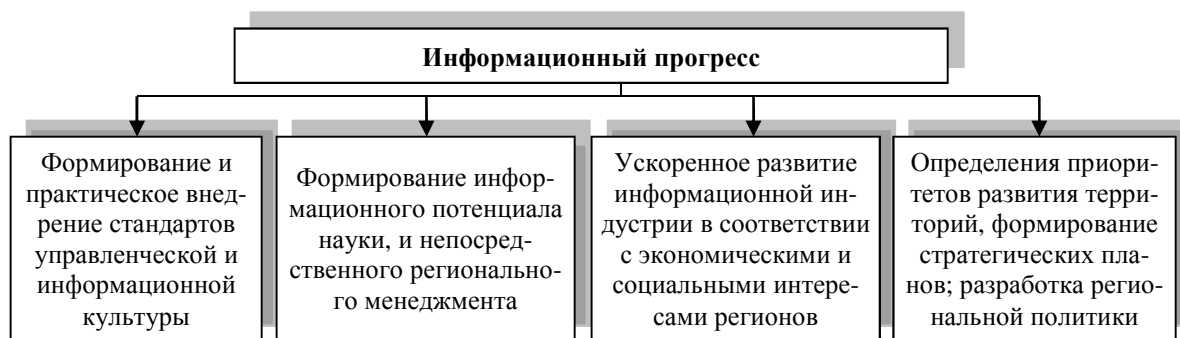 Информационный прогресс
Формирование и
практическое внед-
рение стандартов
управленческой и
информационной
культуры
Формирование инфор-
мационного потенциала
науки, и непосред-
ственного регионально-
го менеджмента
Ускоренное развитие
информационной ин-
дустрии в соответствии
с экономическими и
социальными интере-
сами регионов
Определения приори-
тетов развития терри-
торий, формирование
стратегических пла-
нов; разработка регио-
нальной политики